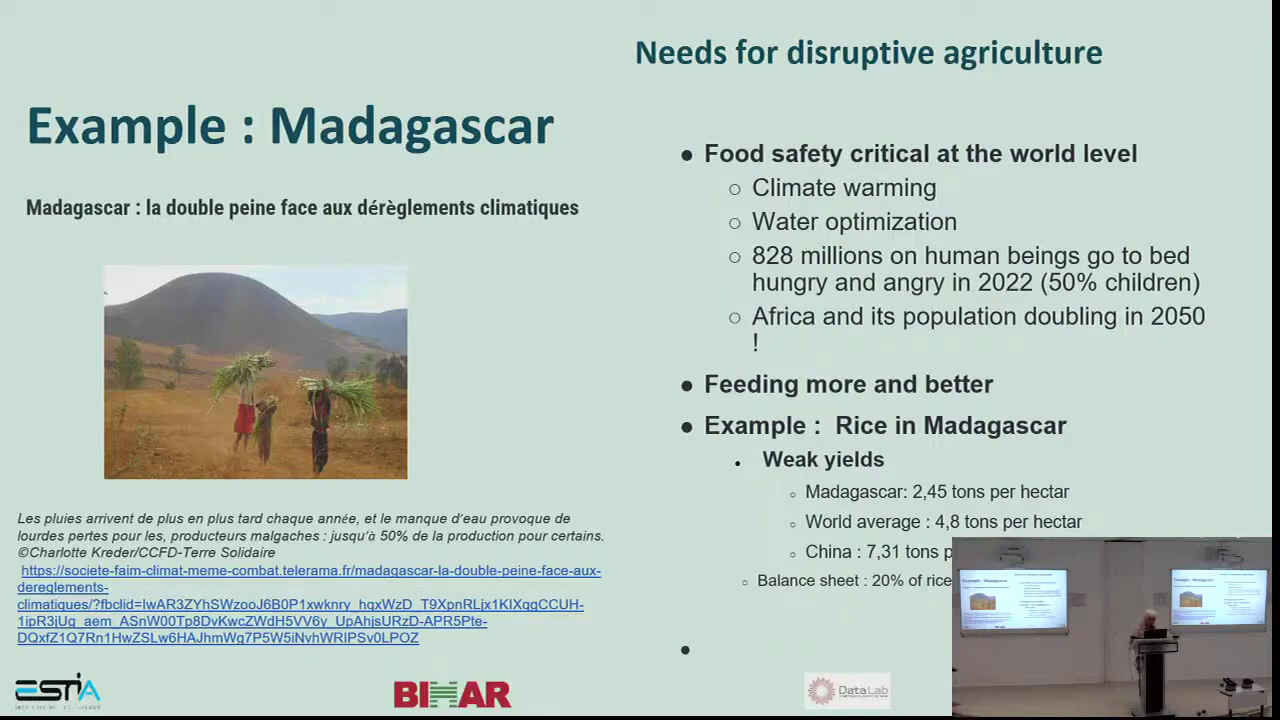 Needs for disruptive agriculture
Example : Madagascar
Madagascar : la double peine face aux dérèglements climatiques
Les pluies arrivent de plus en plus tard chaque année, et le manque d'eau provoque de
lourdes pertes pour les, producteurs malgaches : jusqu'à 50% de la production pour certains.
©Charlotte Kreder/CCFD-Terre Solidaire
https://societe-faim-climat-meme-combat.telerama.fr/madagascar-la-double-peine-face-aux-
dereglements-
climatiques/?fbclid=IwAR3ZYhSWzooJ6B0P1xwknry_hqxWzD_T9XpnRLjx1KIXqgCCUH-
1ipR3jUg_aem_ASnW00Tp8DvKwcZWdH5VV6y_UpAhjsURzD-APR5Pte-
DQxfZ1Q7Rn1HwZSLw6HAJhmWg7P5W5iNvhWRIPSv0LPOZ
● Food safety critical at the world level
○ Climate warming
○ Water optimization
○ 828 millions on human beings go to bed
hungry and angry in 2022 (50% children)
○ Africa and its population doubling in 2050
!
● Feeding more and better
● Example : Rice in Madagascar
• Weak yields
○ Madagascar: 2,45 tons per hectar
○ World average : 4,8 tons per hectar
○ China : 7,31 tons p
○ Balance sheet : 20% of rice
●
ESTIA
BIHAR
DataLab